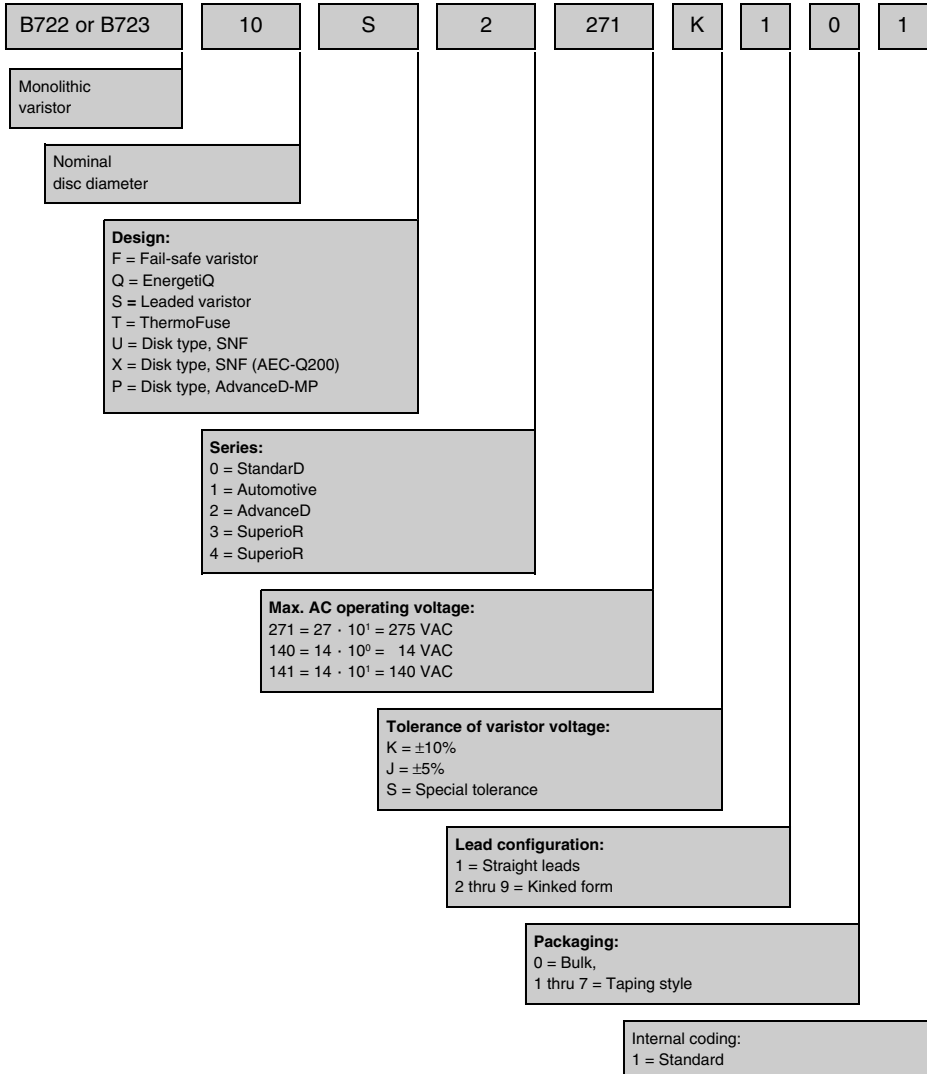 B722 or B723 10 S 2 271 K 1 0 1
Monolithic
varistor
Nominal
disc diameter
Design:
F = Fail-safe varistor
Q = EnergetiQ
S = Leaded varistor
T = ThermoFuse
U = Disk type, SNF
X = Disk type, SNF (AEC-Q200)
P = Disk type, AdvanceD-MP
Series:
0 = StandarD
1 = Automotive
2 = AdvanceD
3 = SuperioR
4 = SuperioR
Max. AC operating voltage:
271 = 27 · 10¹ = 275 VAC
140 = 14 · 10⁰ = 14 VAC
141 = 14 · 10¹ = 140 VAC
Tolerance of varistor voltage:
K = ±10%
J = ±5%
S = Special tolerance
Lead configuration:
1 = Straight leads
2 thru 9 = Kinked form
Packaging:
0 = Bulk,
1 thru 7 = Taping style
Internal coding:
1 = Standard